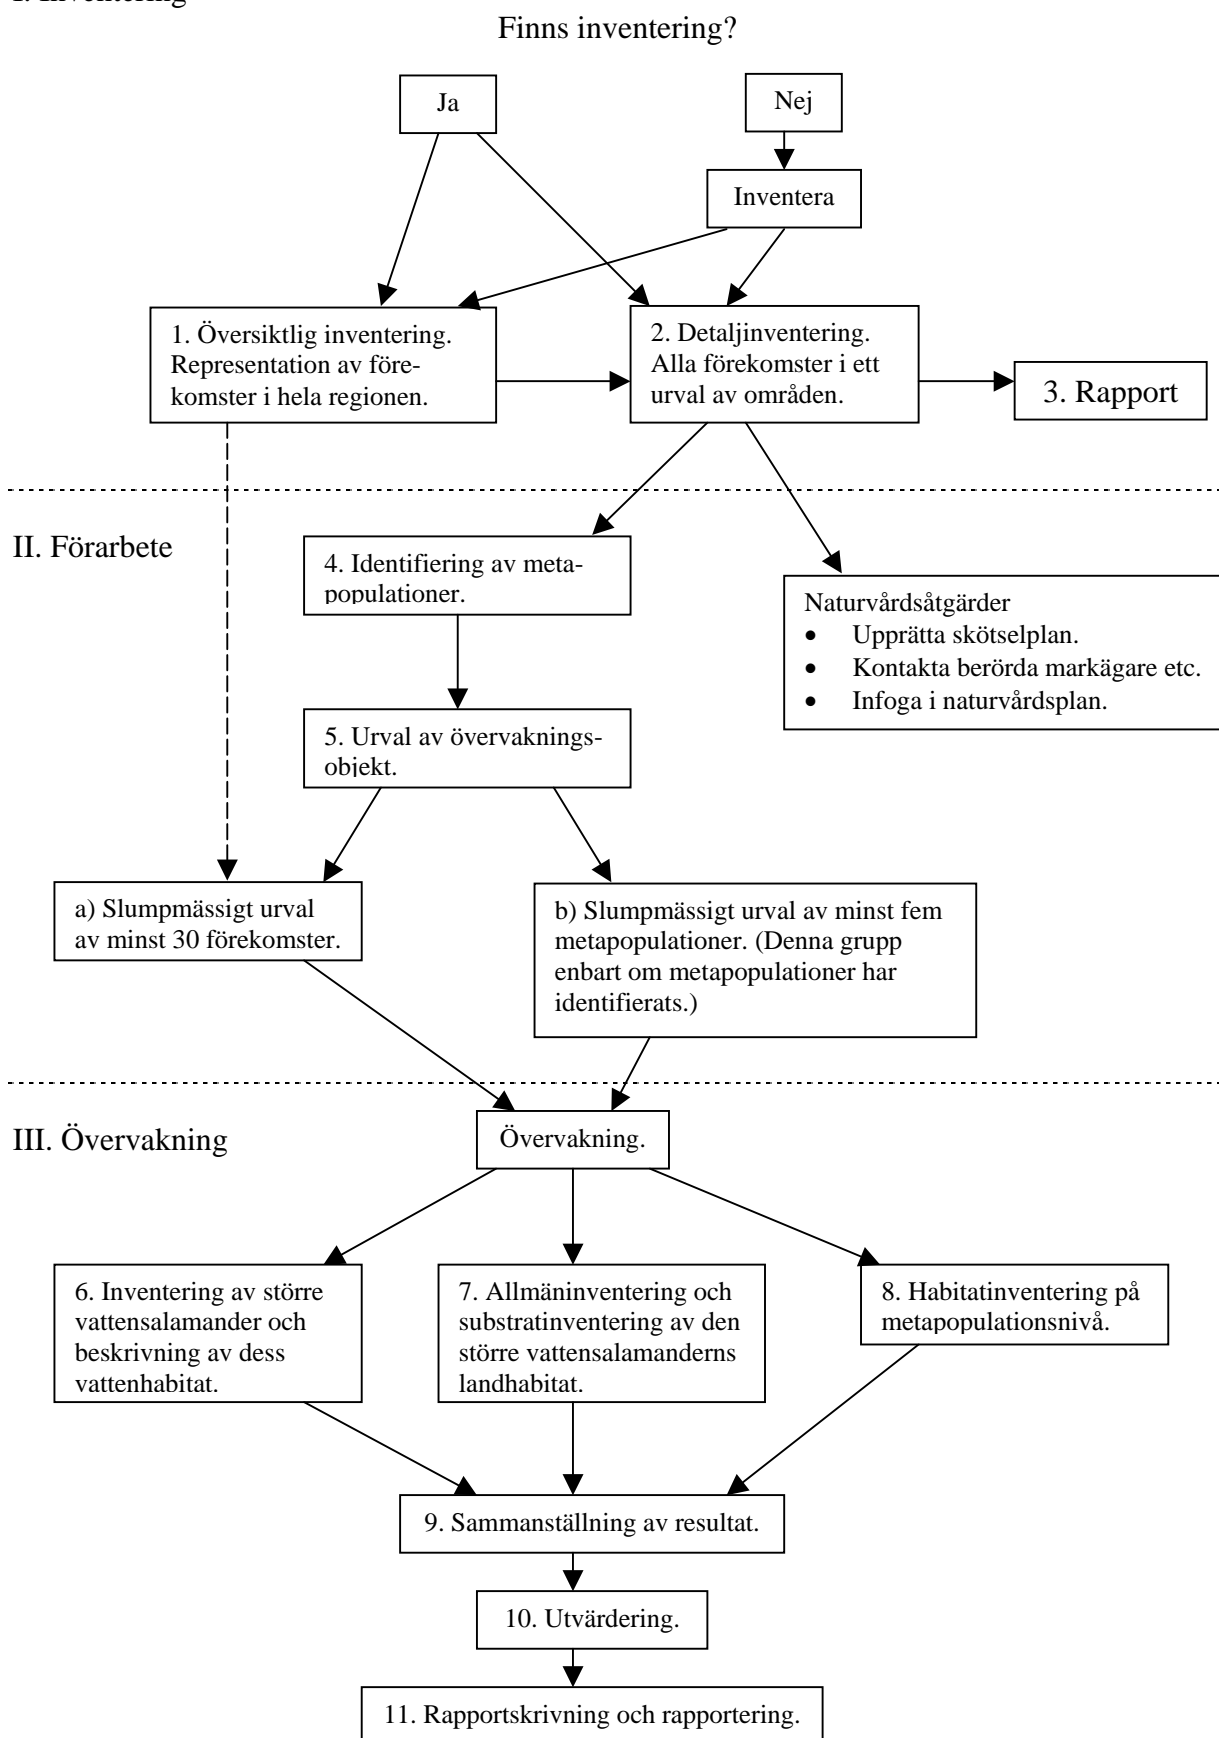 I. Inventering
Finns inventering?
Ja
Nej
Inventera
1. Översiktlig inventering.
Representation av före-
komster i hela regionen.
2. Detaljinventering.
Alla förekomster i ett
urval av områden.
3. Rapport
II. Förarbete
4. Identifiering av meta-
populationer.
Naturvårdsåtgärder
• Upprätta skötselplan.
• Kontakta berörda markägare etc.
• Infoga i naturvårdsplan.
5. Urval av övervaknings-
objekt.
a) Slumpmässigt urval
av minst 30 förekomster.
b) Slumpmässigt urval av minst fem
metapopulationer. (Denna grupp
enbart om metapopulationer har
identifierats.)
III. Övervakning
Övervakning.
6. Inventering av större
vattensalamander och
beskrivning av dess
vattenhabitat.
7. Allmäninventering och
substratinventering av den
större vattensalamanderns
landhabitat.
8. Habitatinventering på
metapopulationsnivå.
9. Sammanställning av resultat.
10. Utvärdering.
11. Rapportskrivning och rapportering.